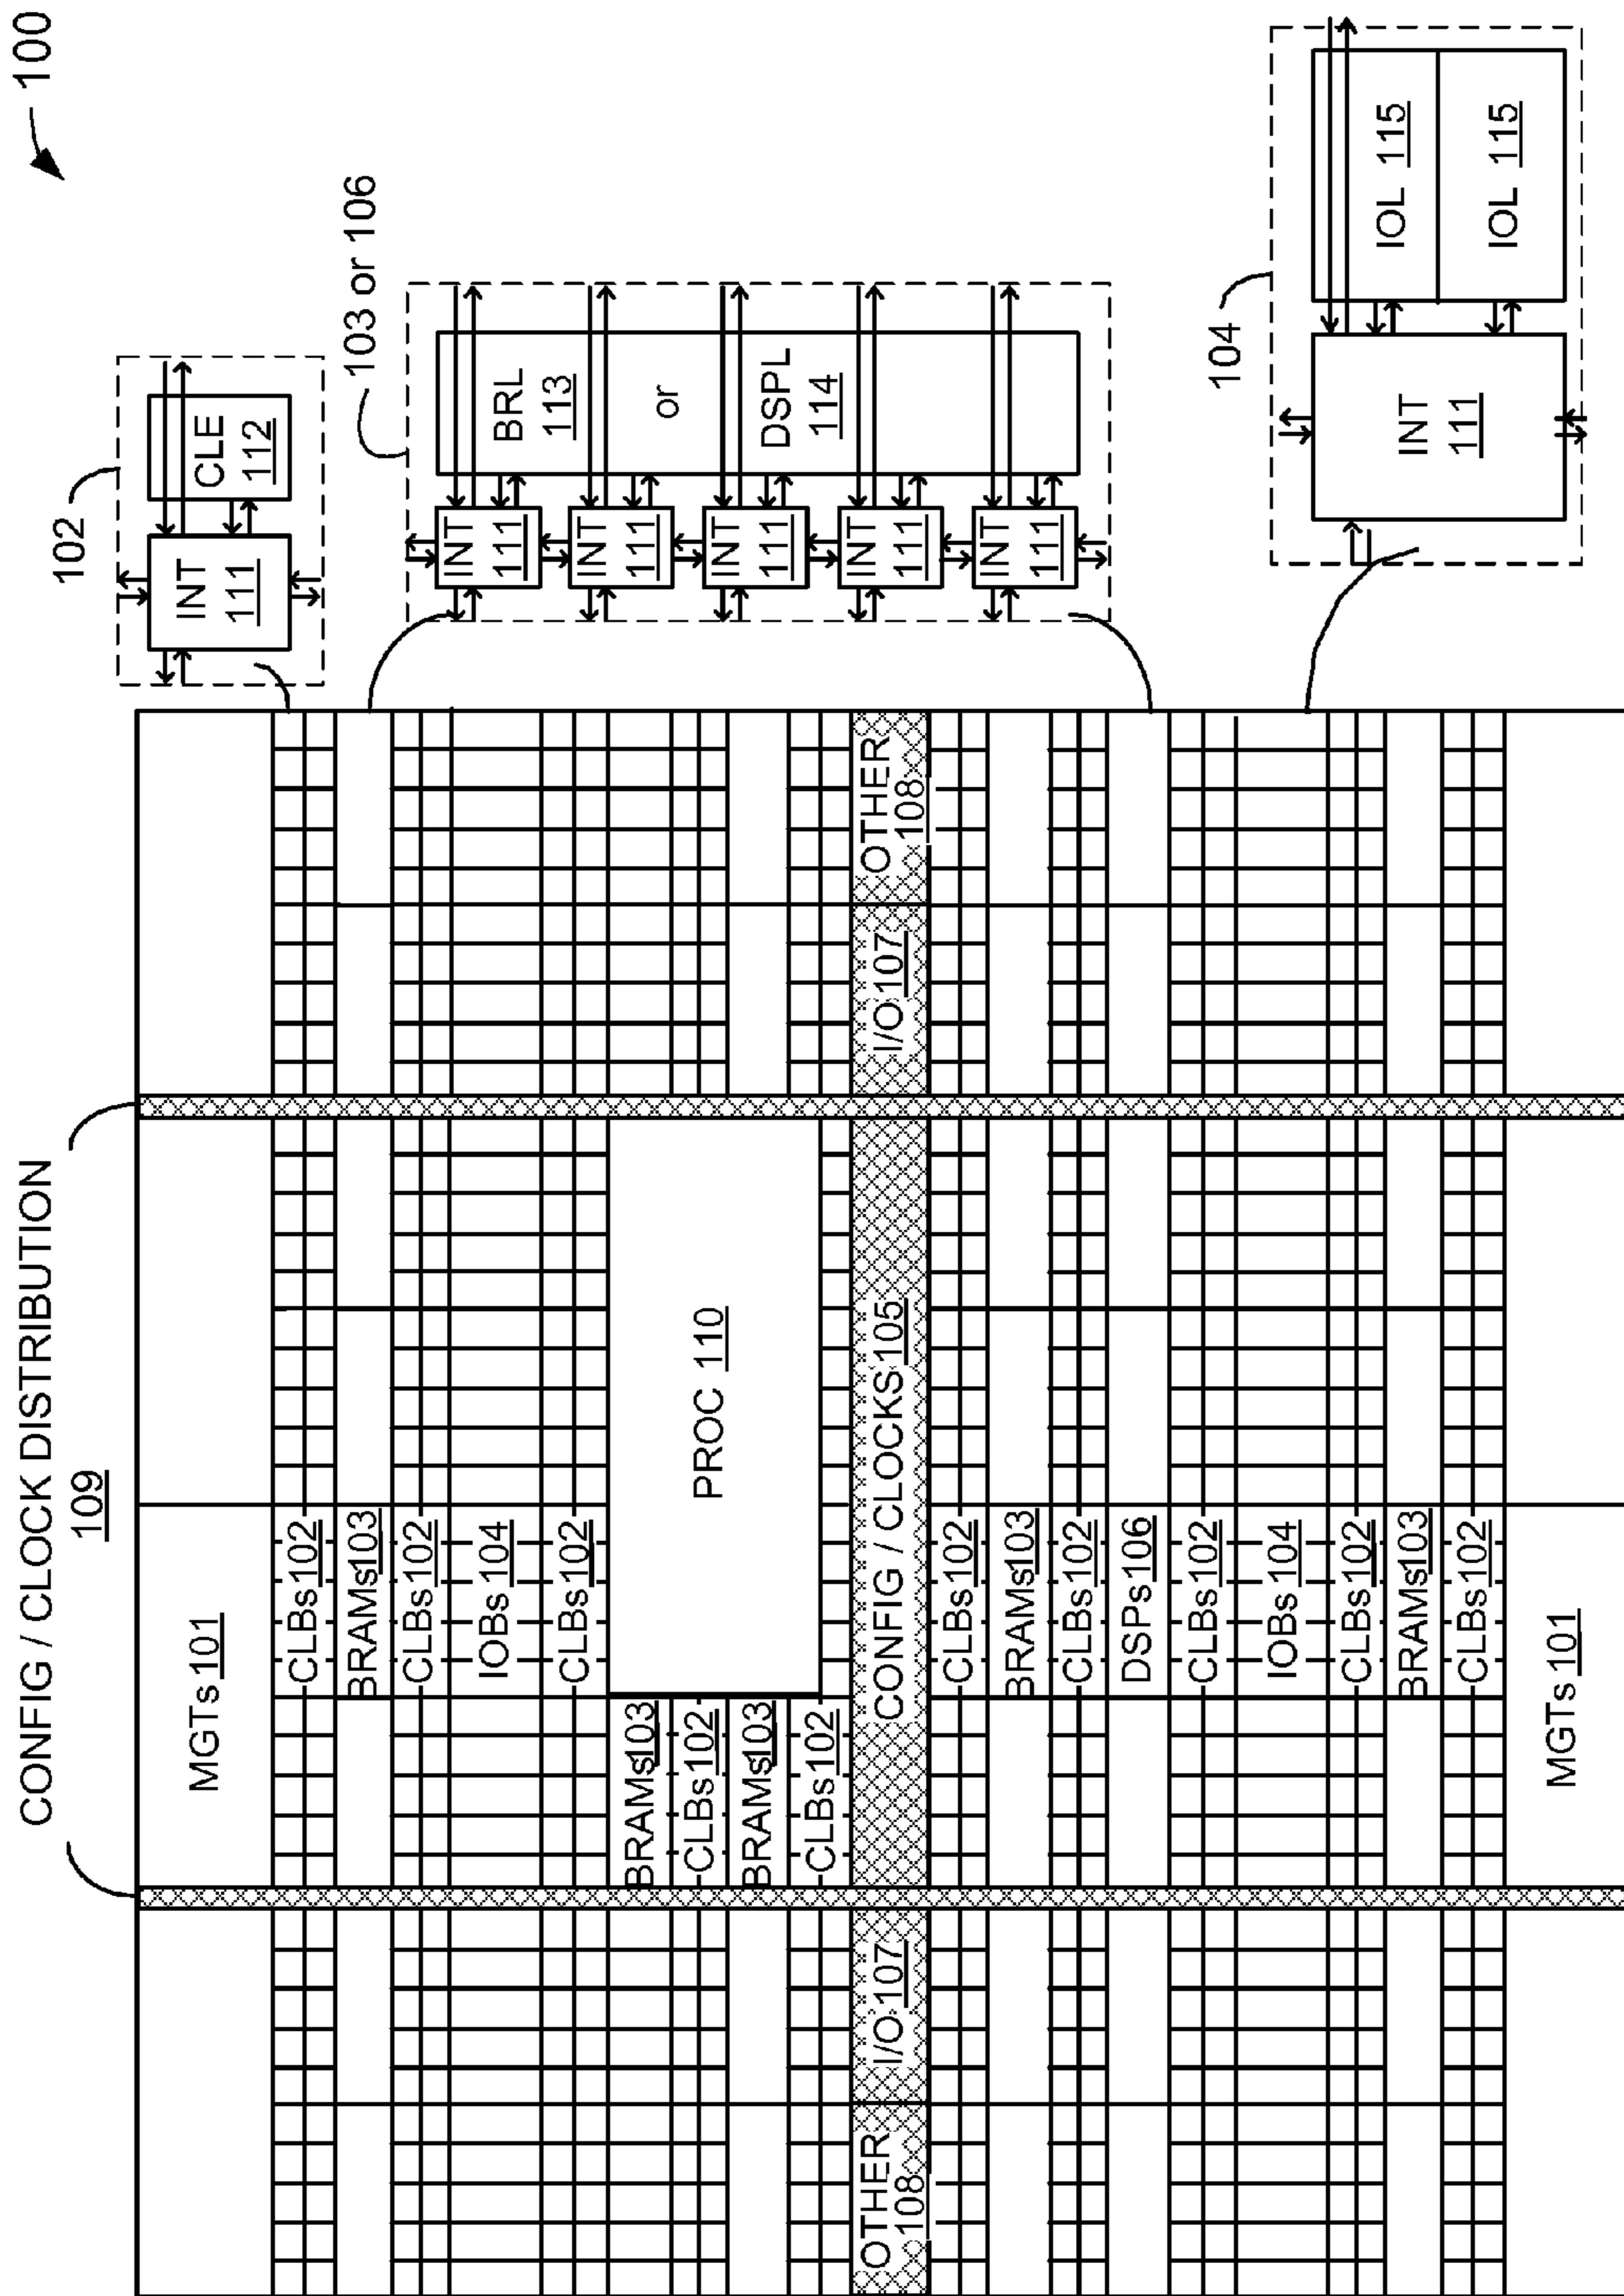 100
CONFIG / CLOCK DISTRIBUTION
109
MGTs 101
CLBs 102
BRAMs 103
CLBs 102
IOBs 104
CLBs 102
BRAMs 103
CLBs 102
BRAMs 103
CLBs 102
PROC 110
OTHER
108
I/O 107
CONFIG / CLOCKS 105
I/O 107
OTHER
108
CLBs 102
BRAMs 103
CLBs 102
DSPs 106
CLBs 102
IOBs 104
CLBs 102
BRAMs 103
CLBs 102
MGTs 101
102
INT
111
CLE
112
103 or 106
INT
111
INT
111
INT
111
INT
111
INT
111
BRL
113
or
DSPL
114
104
INT
111
IOL 115
IOL 115